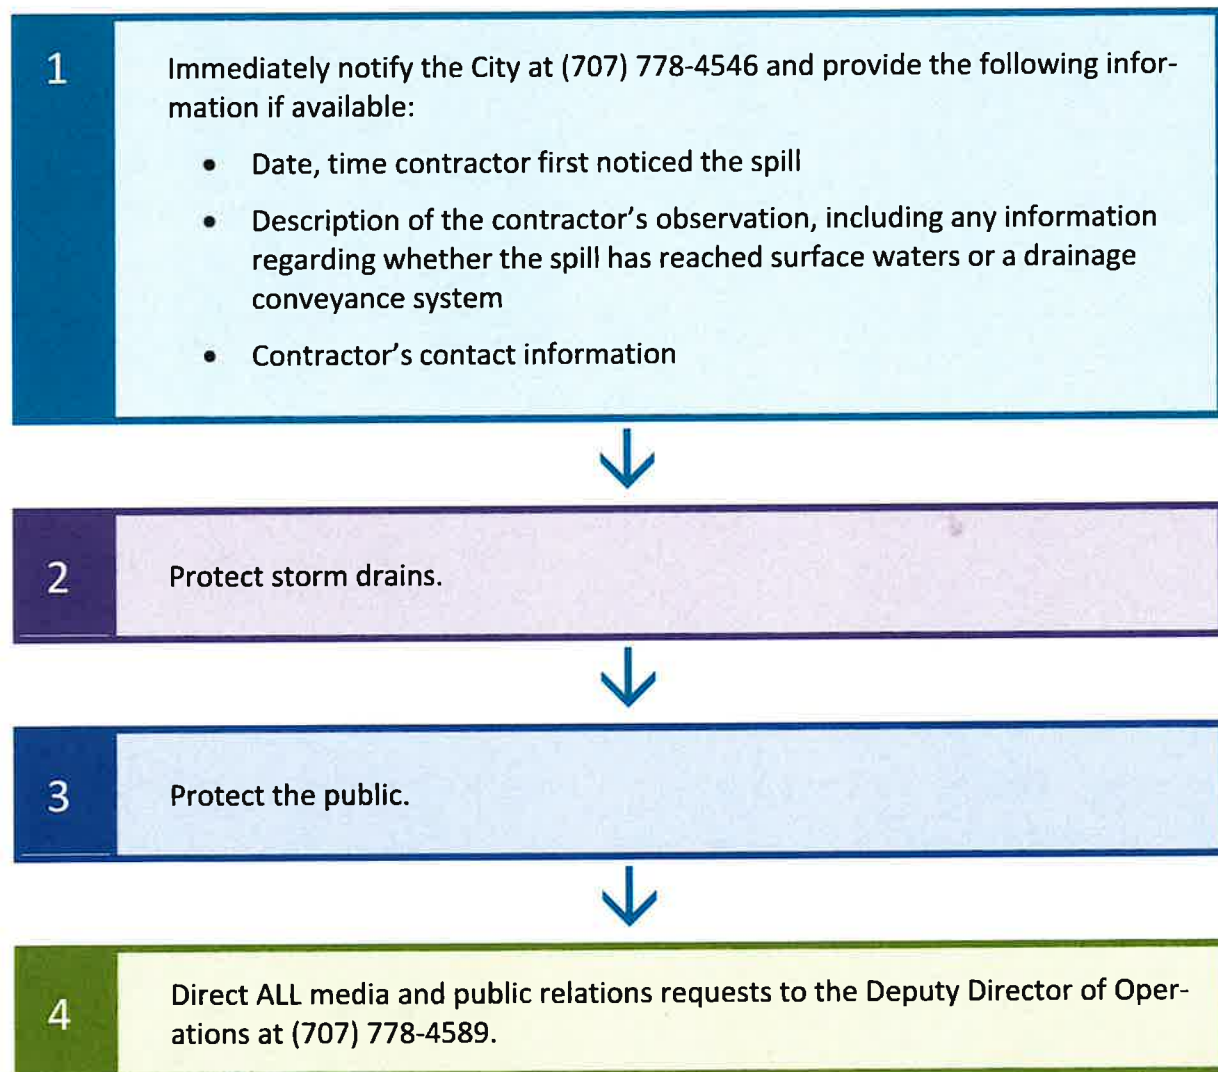 1
Immediately notify the City at (707) 778-4546 and provide the following infor-
mation if available:
• Date, time contractor first noticed the spill
• Description of the contractor's observation, including any information
regarding whether the spill has reached surface waters or a drainage
conveyance system
• Contractor's contact information
2
Protect storm drains.
3
Protect the public.
4
Direct ALL media and public relations requests to the Deputy Director of Oper-
ations at (707) 778-4589.